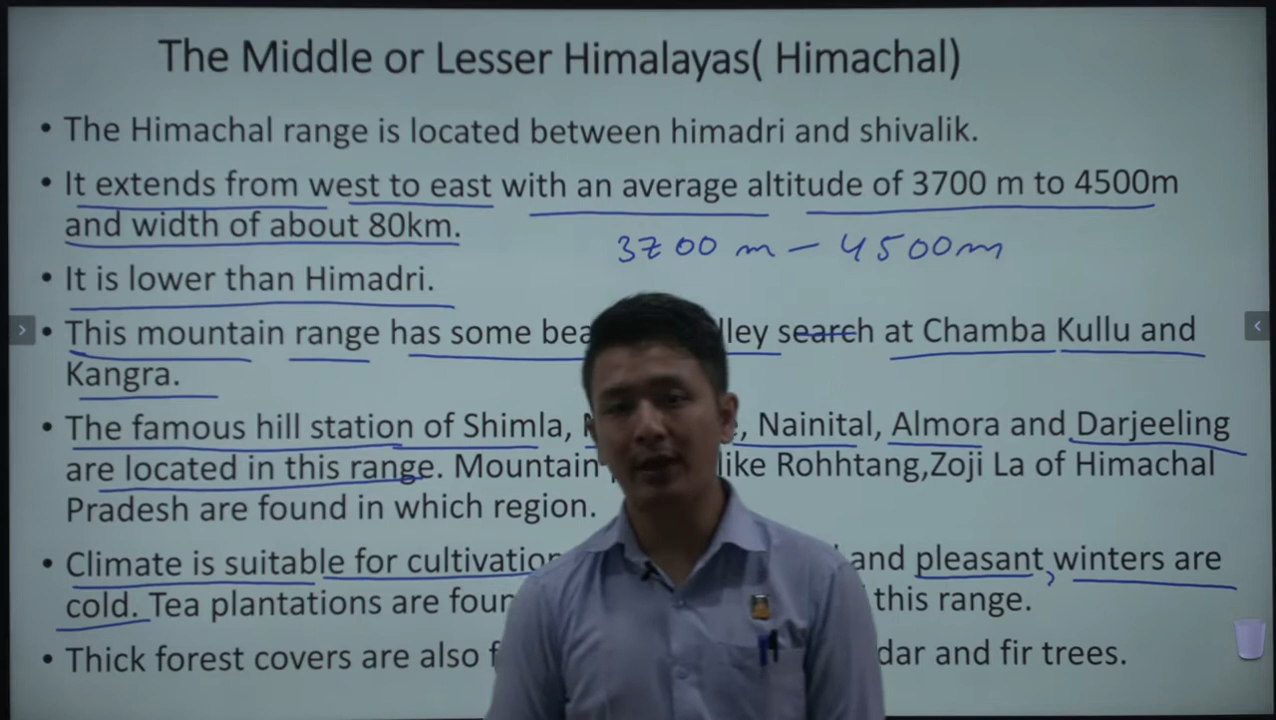 The Middle or Lesser Himalayas( Himachal)
• The Himachal range is located between himadri and shivalik.
• It extends from west to east with an average altitude of 3700 m to 4500m
and width of about 80km.
3700 m – 4500m
• It is lower than Himadri.
• This mountain range has some search at Chamba Kullu and
Kangra.
• The famous hill station of Shimla, Nainital, Almora and Darjeeling
are located in this range. Mountain like Rohhtang,Zoji La of Himachal
Pradesh are found in which region.
• Climate is suitable for and pleasant, winters are
cold. Tea plantations are this range.
• Thick forest covers are also and fir trees.